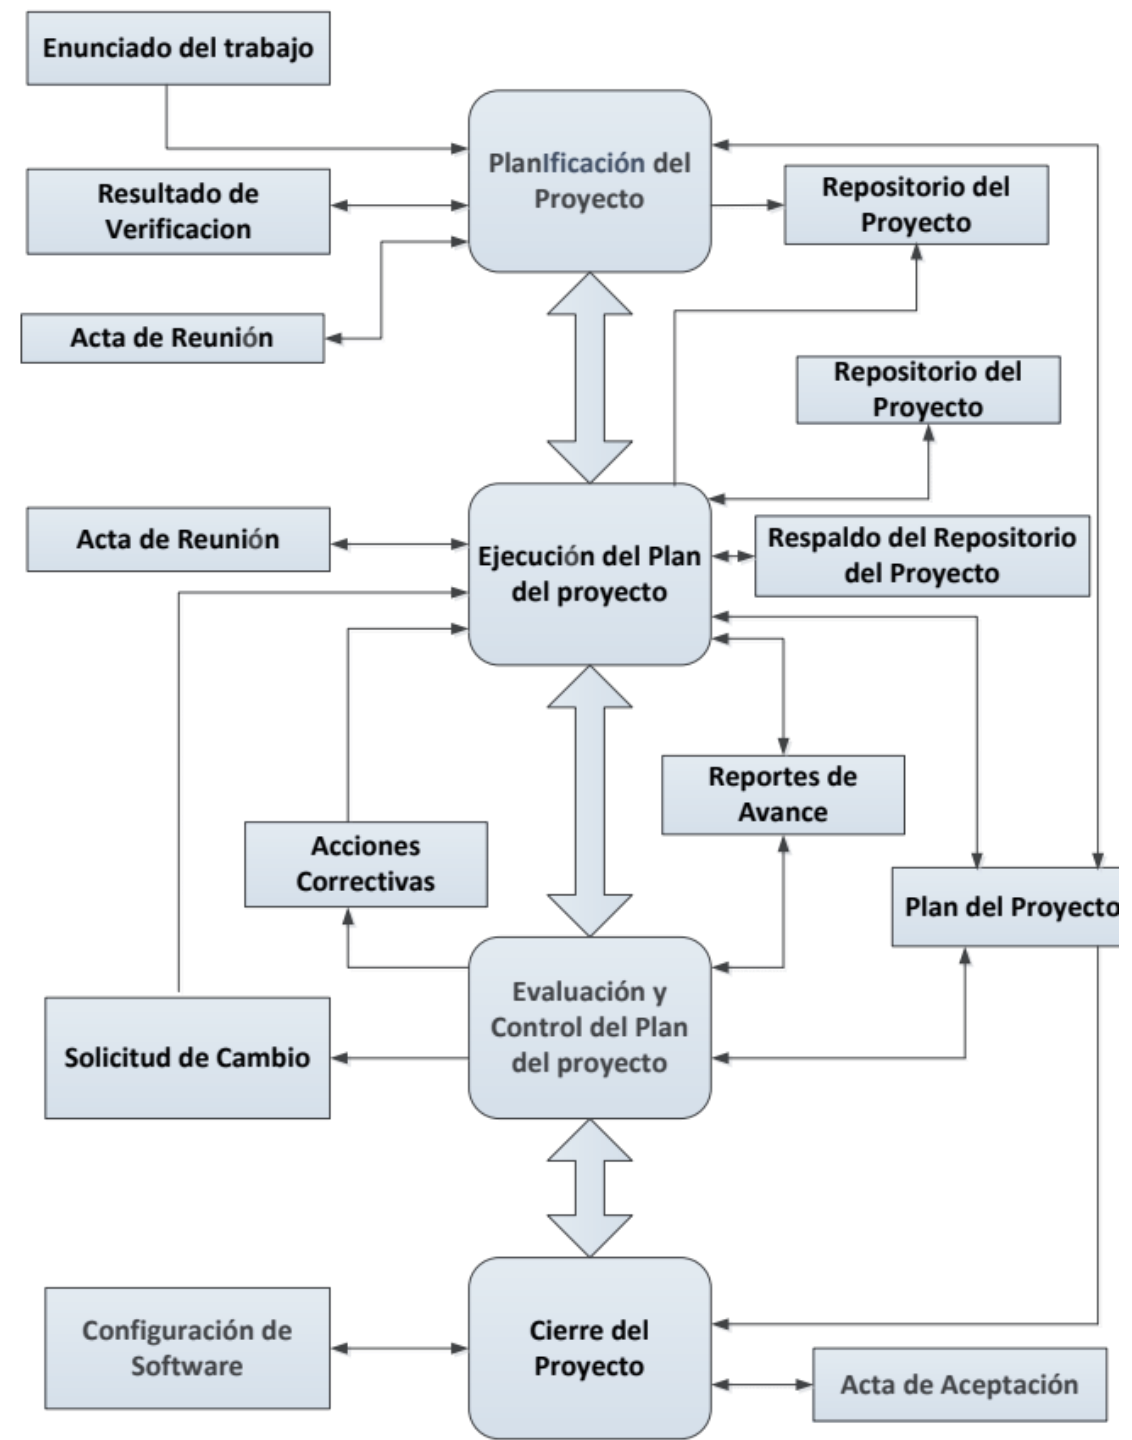 Enunciado del trabajo
PlanIficación del
Proyecto
Resultado de
Verificacion
Repositorio del
Proyecto
Acta de Reunión
Repositorio del
Proyecto
Acta de Reunión
Ejecución del Plan
del proyecto
Respaldo del Repositorio
del Proyecto
Reportes de
Avance
Acciones
Correctivas
Plan del Proyecto
Evaluación y
Control del Plan
del proyecto
Solicitud de Cambio
Configuración de
Software
Cierre del
Proyecto
Acta de Aceptación